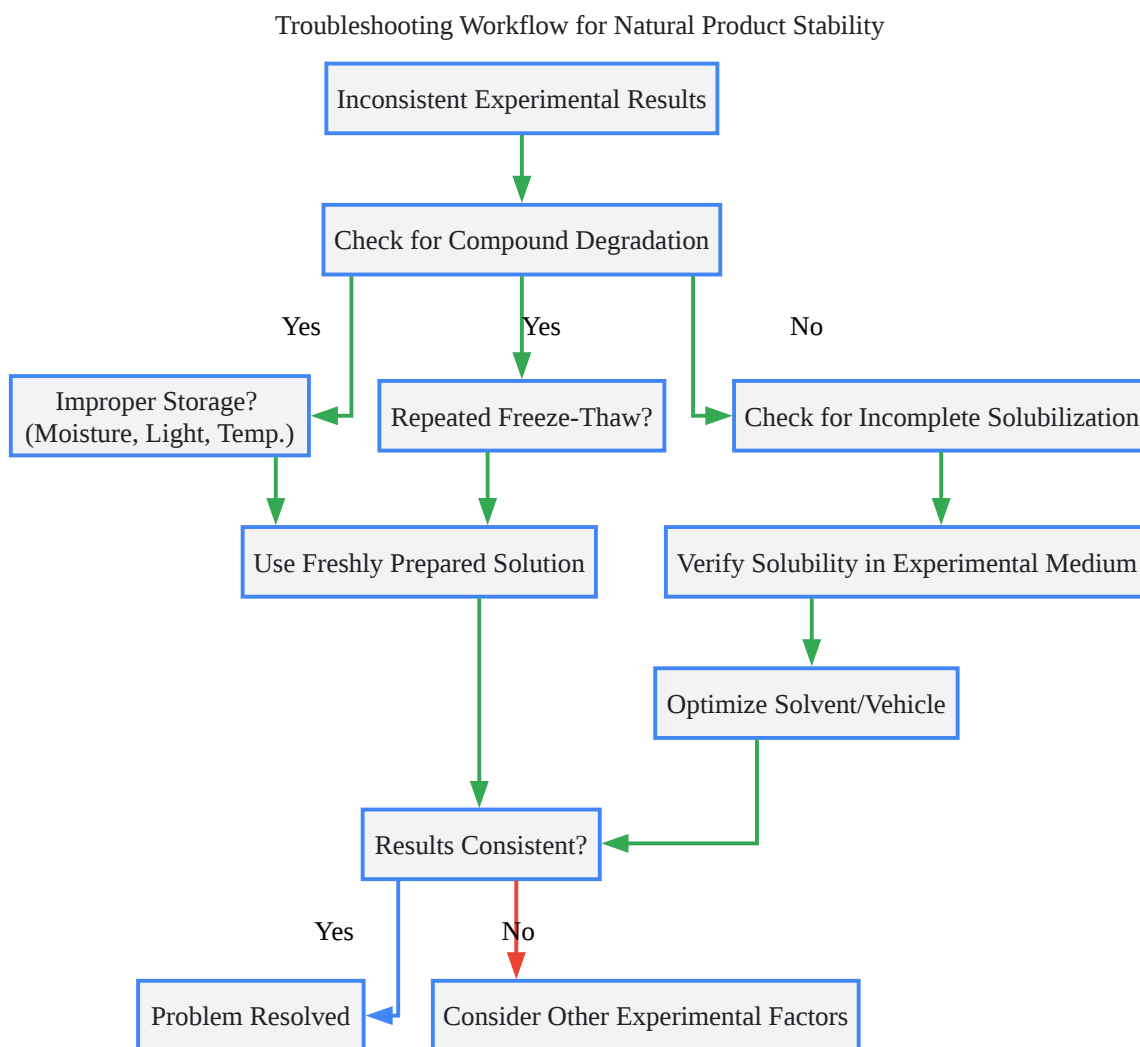 Troubleshooting Workflow for Natural Product Stability
Inconsistent Experimental Results
Check for Compound Degradation
Yes
Yes
No
Improper Storage?
(Moisture, Light, Temp.)
Repeated Freeze-Thaw?
Check for Incomplete Solubilization
Use Freshly Prepared Solution
Verify Solubility in Experimental Medium
Optimize Solvent/Vehicle
Results Consistent?
Yes
No
Problem Resolved
Consider Other Experimental Factors